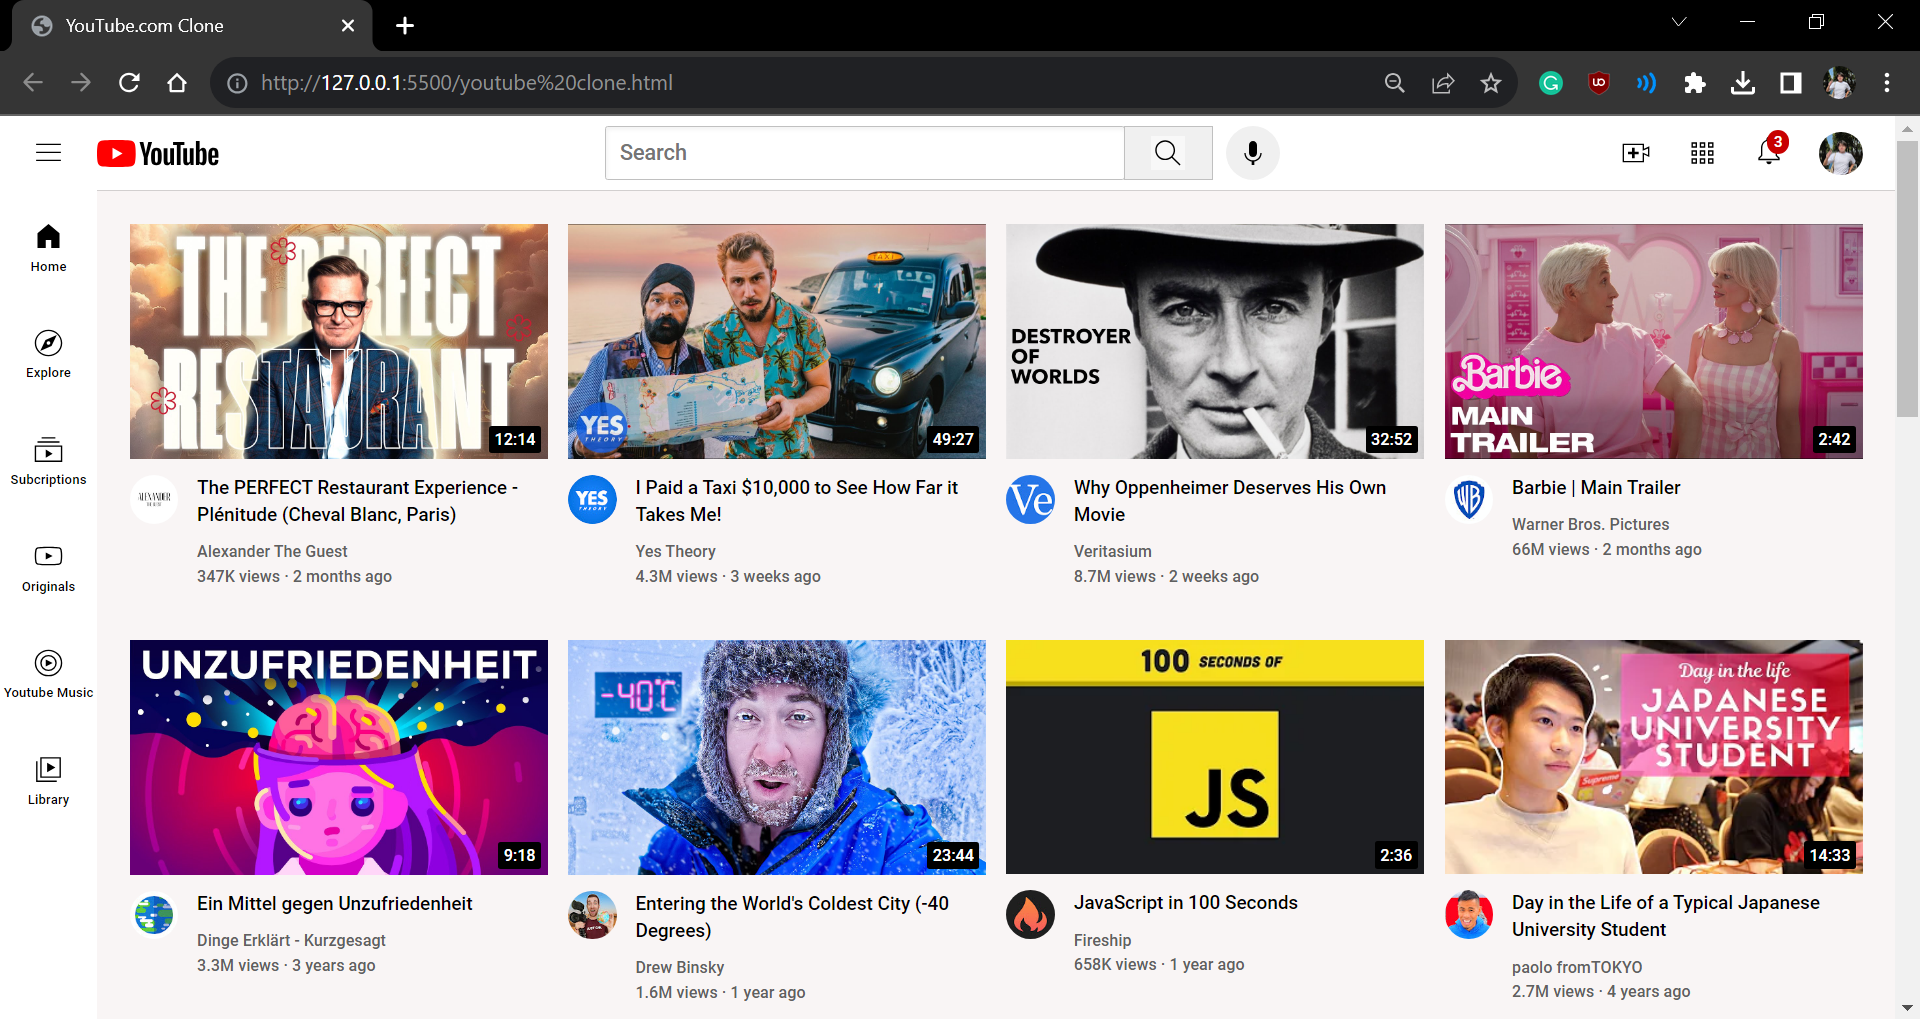 YouTube.com Clone
http://127.0.0.1:5500/youtube%20clone.html
YouTube
Search
3
Home
Explore
Subcriptions
Originals
Youtube Music
Library
THE PERFECT
RESTAURANT
12:14
The PERFECT Restaurant Experience -
Plénitude (Cheval Blanc, Paris)
Alexander The Guest
347K views · 2 months ago
TAXI
YES
THEORY
49:27
YES
THEORY
I Paid a Taxi $10,000 to See How Far it
Takes Me!
Yes Theory
4.3M views · 3 weeks ago
DESTROYER
OF
WORLDS
32:52
Ve
Why Oppenheimer Deserves His Own
Movie
Veritasium
8.7M views · 2 weeks ago
Barbie
MAIN
TRAILER
2:42
WB
Barbie | Main Trailer
Warner Bros. Pictures
66M views · 2 months ago
UNZUFRIEDENHEIT
9:18
Ein Mittel gegen Unzufriedenheit
Dinge Erklärt - Kurzgesagt
3.3M views · 3 years ago
-40°C
23:44
Entering the World's Coldest City (-40
Degrees)
Drew Binsky
1.6M views · 1 year ago
100 SECONDS OF
JS
2:36
JavaScript in 100 Seconds
Fireship
658K views · 1 year ago
Day in the life
JAPANESE
UNIVERSITY
STUDENT
Supreme
14:33
Day in the Life of a Typical Japanese
University Student
paolo fromTOKYO
2.7M views · 4 years ago